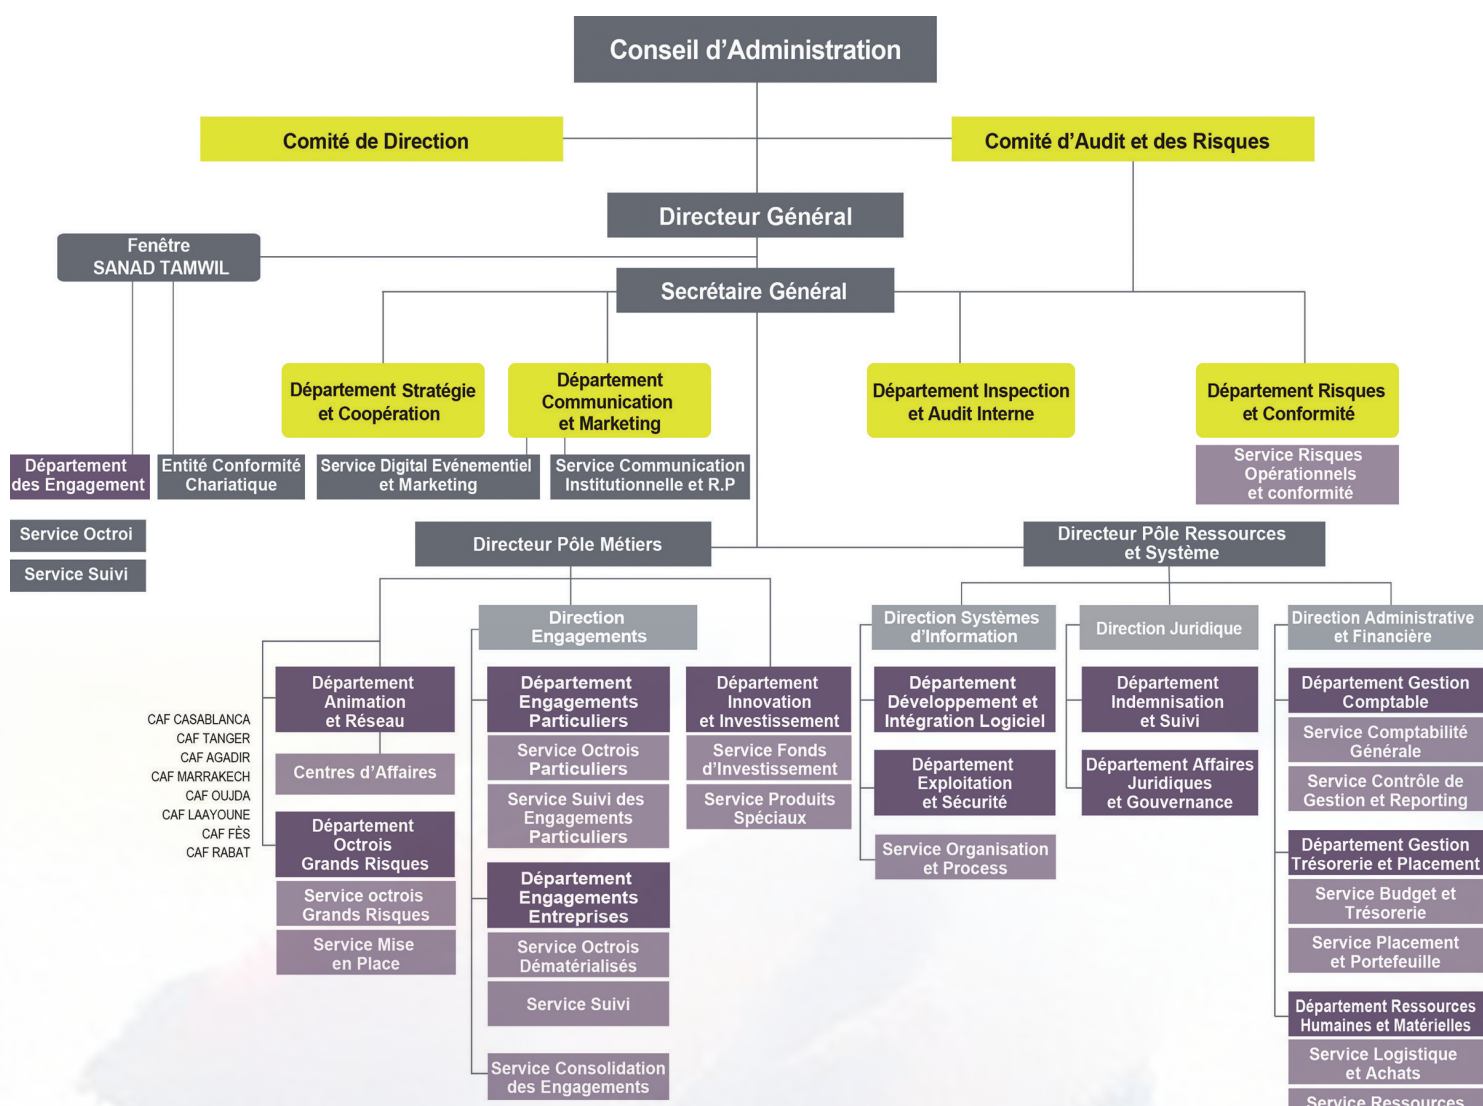 Conseil d’Administration
Comité de Direction
Comité d’Audit et des Risques
Directeur Général
Fenêtre
SANAD TAMWIL
Secrétaire Général
Département Stratégie
et Coopération
Département
Communication
et Marketing
Département Inspection
et Audit Interne
Département Risques
et Conformité
Département
des Engagement
Entité Conformité
Chariatique
Service Digital Evénementiel
et Marketing
Service Communication
Institutionnelle et R.P
Service Risques
Opérationnels
et conformité
Service Octroi
Service Suivi
Directeur Pôle Métiers
Directeur Pôle Ressources
et Système
Direction
Engagements
Direction Systèmes
d’Information
Direction Juridique
Direction Administrative
et Financière
CAF CASABLANCA
CAF TANGER
CAF AGADIR
CAF MARRAKECH
CAF OUJDA
CAF LAAYOUNE
CAF FÈS
CAF RABAT
Département
Animation
et Réseau
Centres d’Affaires
Département
Octrois
Grands Risques
Service octrois
Grands Risques
Service Mise
en Place
Département
Engagements
Particuliers
Service Octrois
Particuliers
Service Suivi des
Engagements
Particuliers
Département
Engagements
Entreprises
Service Octrois
Dématérialisés
Service Suivi
Service Consolidation
des Engagements
Département
Innovation
et Investissement
Service Fonds
d’Investissement
Service Produits
Spéciaux
Département
Développement et
Intégration Logiciel
Département
Exploitation
et Sécurité
Service Organisation
et Process
Département
Indemnisation
et Suivi
Département Affaires
Juridiques
et Gouvernance
Département Gestion
Comptable
Service Comptabilité
Générale
Service Contrôle de
Gestion et Reporting
Département Gestion
Trésorerie et Placement
Service Budget et
Trésorerie
Service Placement
et Portefeuille
Département Ressources
Humaines et Matérielles
Service Logistique
et Achats
Service Ressources